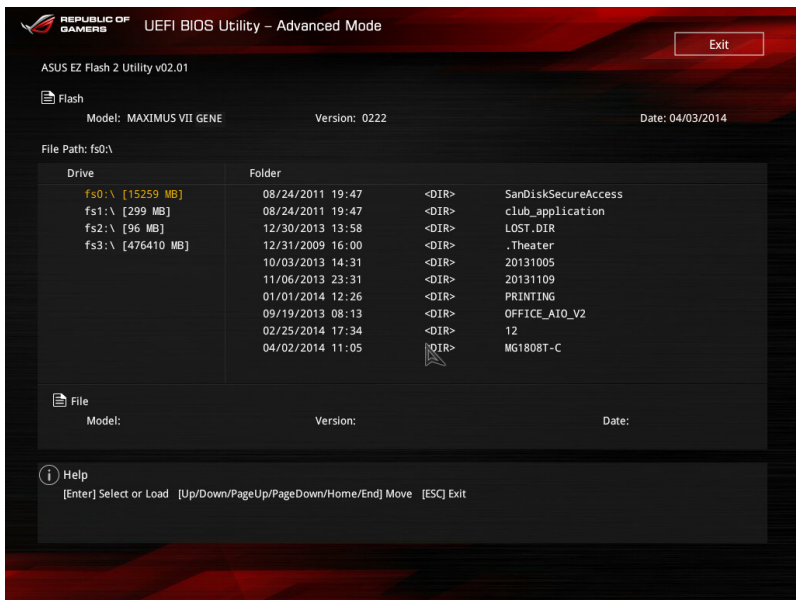 REPUBLIC OF
GAMERS
UEFI BIOS Utility – Advanced Mode
Exit
ASUS EZ Flash 2 Utility v02.01
Flash
Model: MAXIMUS VII GENE Version: 0222 Date: 04/03/2014
File Path: fs0:\
Drive Folder
fs0:\ [15259 MB] 08/24/2011 19:47 <DIR> SanDiskSecureAccess
fs1:\ [299 MB] 08/24/2011 19:47 <DIR> club_application
fs2:\ [96 MB] 12/30/2013 13:58 <DIR> LOST.DIR
fs3:\ [476410 MB] 12/31/2009 16:00 <DIR> .Theater
10/03/2013 14:31 <DIR> 20131005
11/06/2013 23:31 <DIR> 20131109
01/01/2014 12:26 <DIR> PRINTING
09/19/2013 08:13 <DIR> OFFICE_AIO_V2
02/25/2014 17:34 <DIR> 12
04/02/2014 11:05 <DIR> MG1808T-C
File
Model: Version: Date:
Help
[Enter] Select or Load [Up/Down/PageUp/PageDown/Home/End] Move [ESC] Exit